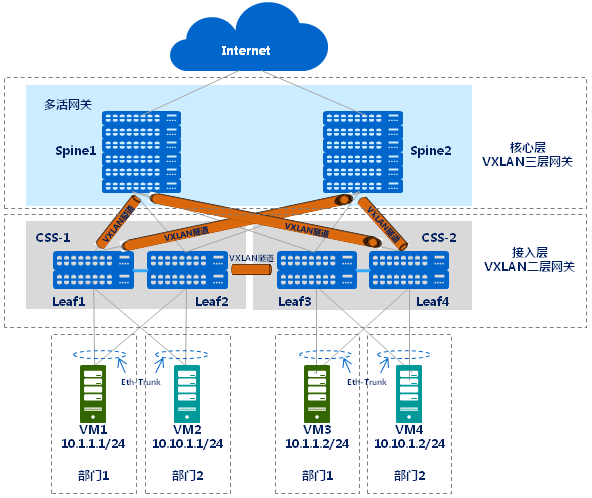 Internet
多活网关
Spine1
Spine2
核心层
VXLAN三层网关
VXLAN隧道
VXLAN隧道
VXLAN隧道
VXLAN隧道
CSS-1
CSS-2
VXLAN隧道
接入层
VXLAN二层网关
Leaf1
Leaf2
Leaf3
Leaf4
Eth-Trunk
Eth-Trunk
VM1
10.1.1.1/24
VM2
10.10.1.1/24
VM3
10.1.1.2/24
VM4
10.10.1.2/24
部门1
部门2
部门1
部门2